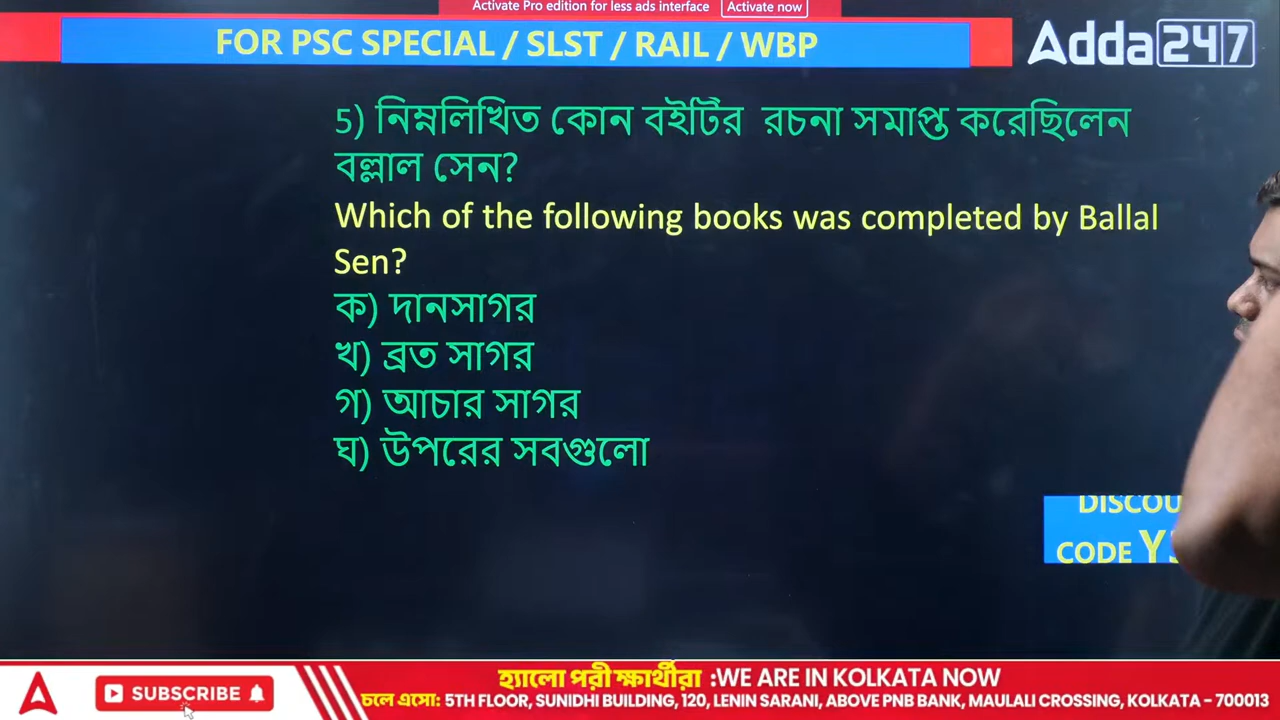 Activate Pro edition for less ads interface Activate now
FOR PSC SPECIAL / SLST / RAIL / WBP
Adda247
5) নিম্নলিখিত কোন বইটির রচনা সমাপ্ত করেছিলেন
বল্লাল সেন?
Which of the following books was completed by Ballal
Sen?
ক) দানসাগর
খ) ব্রত সাগর
গ) আচার সাগর
ঘ) উপরের সবগুলো
CODE
SUBSCRIBE
হ্যালো পরী ক্ষার্থীরা :WE ARE IN KOLKATA NOW
চলে এসো: 5TH FLOOR, SUNIDHI BUILDING, 120, LENIN SARANI, ABOVE PNB BANK, MAULALI CROSSING, KOLKATA - 700013